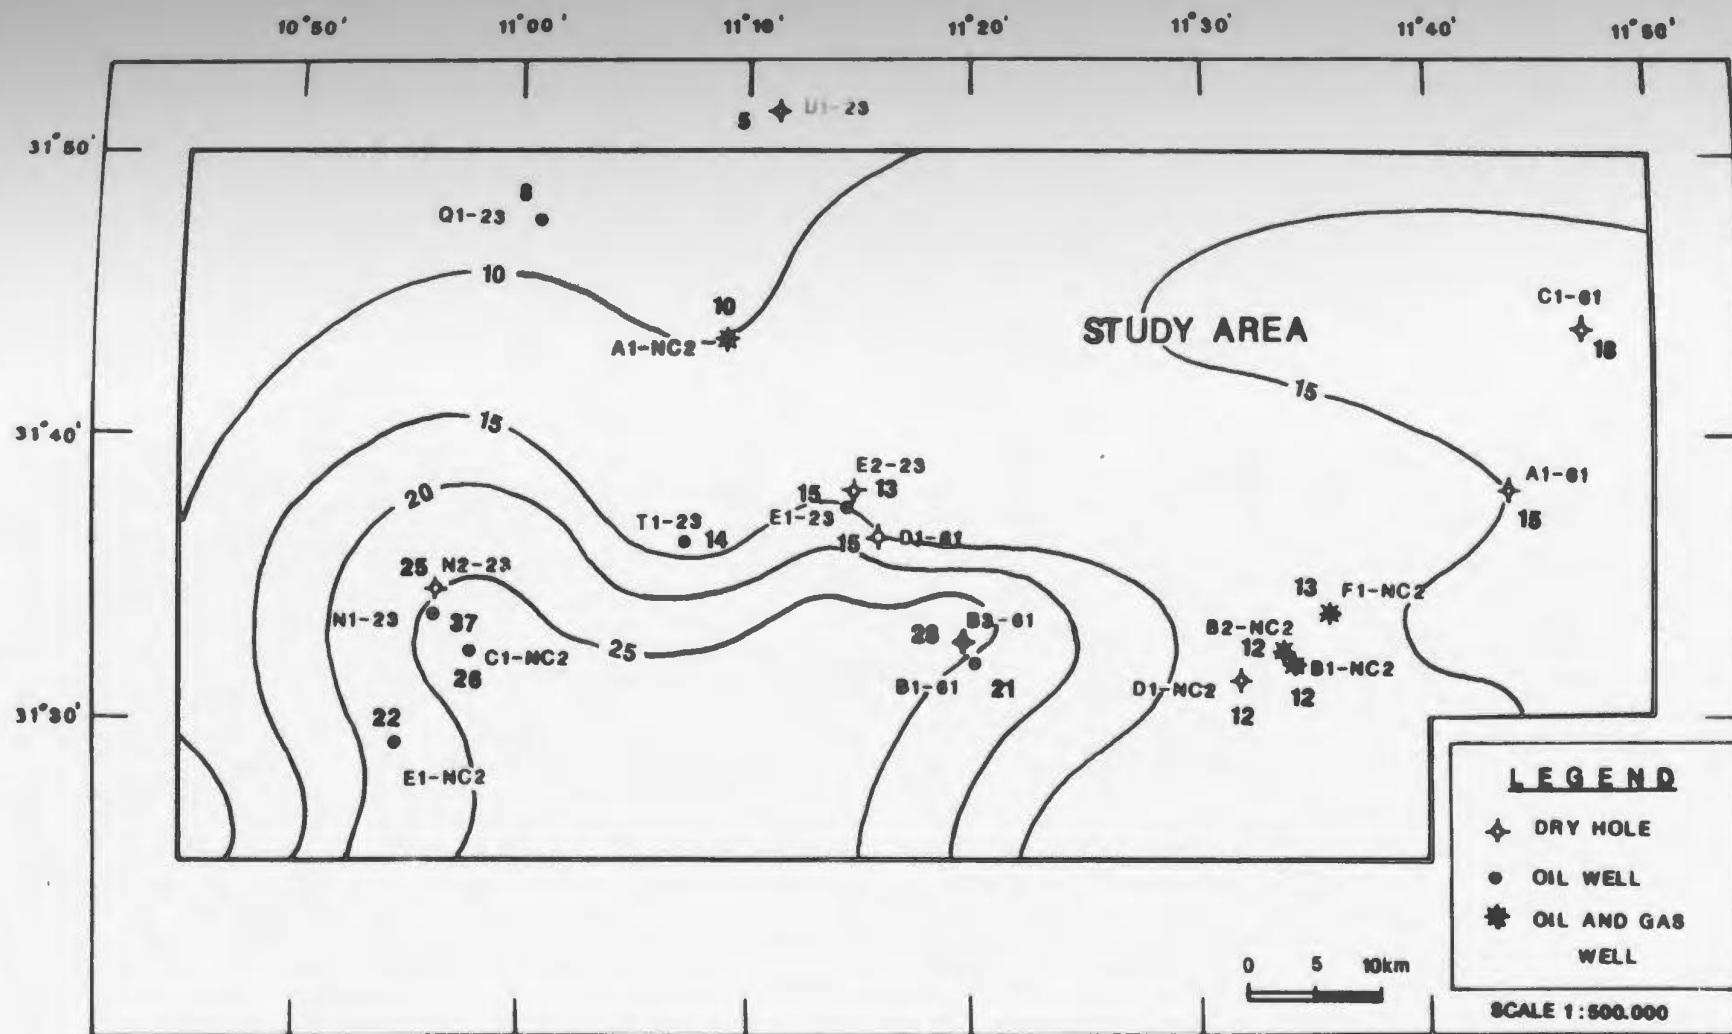 10°50' 11°00' 11°10' 11°20' 11°30' 11°40' 11°50'
5 U1-23
31°50'
8
Q1-23
10
10
A1-NC2
C1-61
18
STUDY AREA
15
31°40'
15
E2-23
13
15
E1-23
A1-61
15
20
T1-23
14
15 D1-61
25 N2-23
N1-23 37
C1-NC2
26
25
B3-61
28
B1-61 21
13 F1-NC2
B2-NC2
12
B1-NC2
12
D1-NC2
12
31°30'
22
E1-NC2
LEGEND
DRY HOLE
OIL WELL
OIL AND GAS
WELL
0 5 10km
SCALE 1:500.000